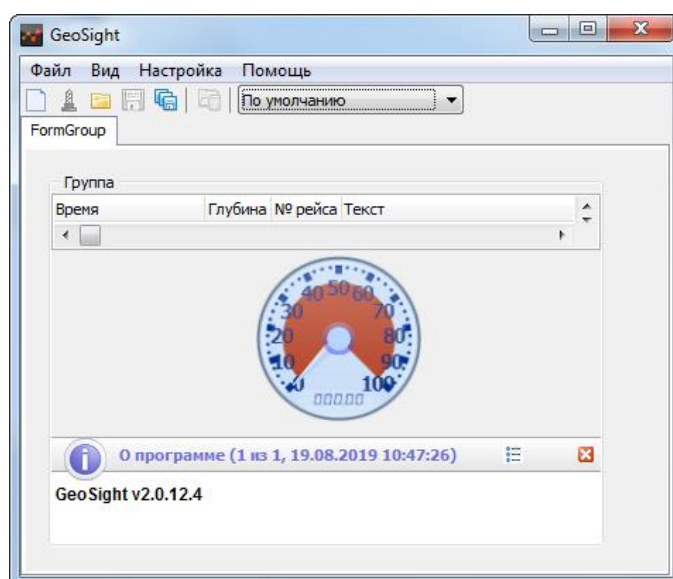 GeoSight
Файл Вид Настройка Помощь
По умолчанию
FormGroup
Группа
Время Глубина № рейса Текст
0 10 20 30 40 50 60 70 80 90 100
000.00
О программе (1 из 1, 19.08.2019 10:47:26)
GeoSight v2.0.12.4